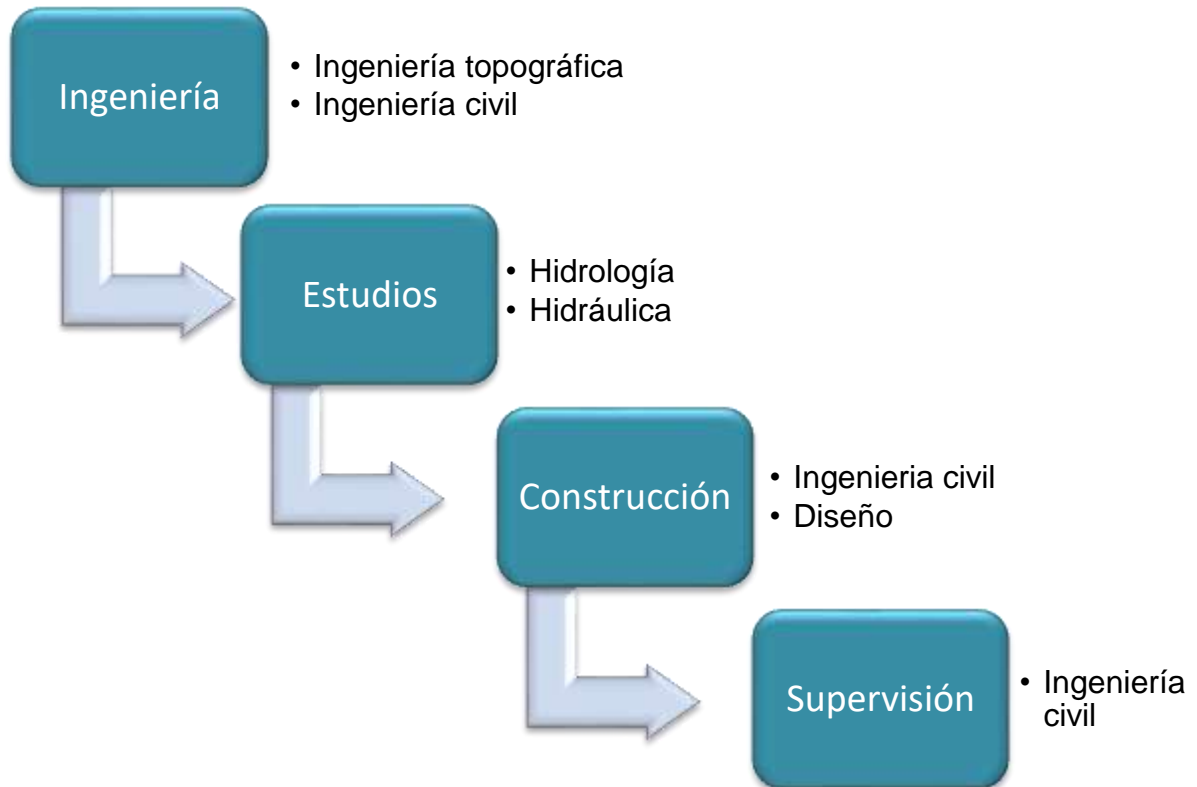 Ingeniería
• Ingeniería topográfica
• Ingeniería civil
Estudios
• Hidrología
• Hidráulica
Construcción
• Ingenieria civil
• Diseño
Supervisión
• Ingeniería
civil